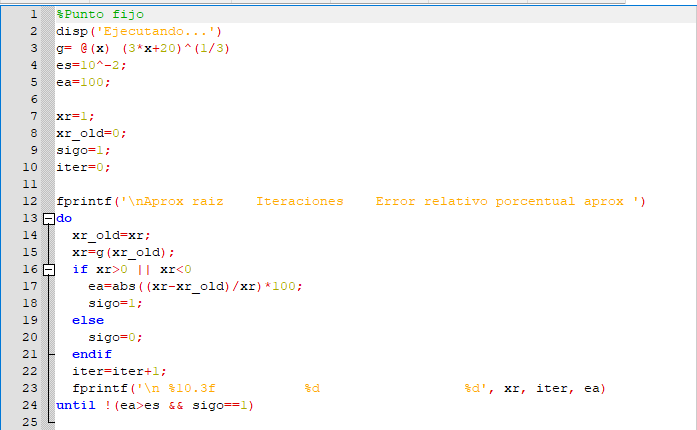 1 %Punto fijo
2 disp('Ejecutando...')
3 g= @(x) (3*x+20)^(1/3)
4 es=10^-2;
5 ea=100;
6
7 xr=1;
8 xr_old=0;
9 sigo=1;
10 iter=0;
11
12 fprintf('\nAprox raiz    Iteraciones    Error relativo porcentual aprox ')
13 do
14   xr_old=xr;
15   xr=g(xr_old);
16   if xr>0 || xr<0
17     ea=abs((xr-xr_old)/xr)*100;
18     sigo=1;
19   else
20     sigo=0;
21   endif
22   iter=iter+1;
23   fprintf('\n %10.3f           %d                  %d', xr, iter, ea)
24 until !(ea>es && sigo==1)
25